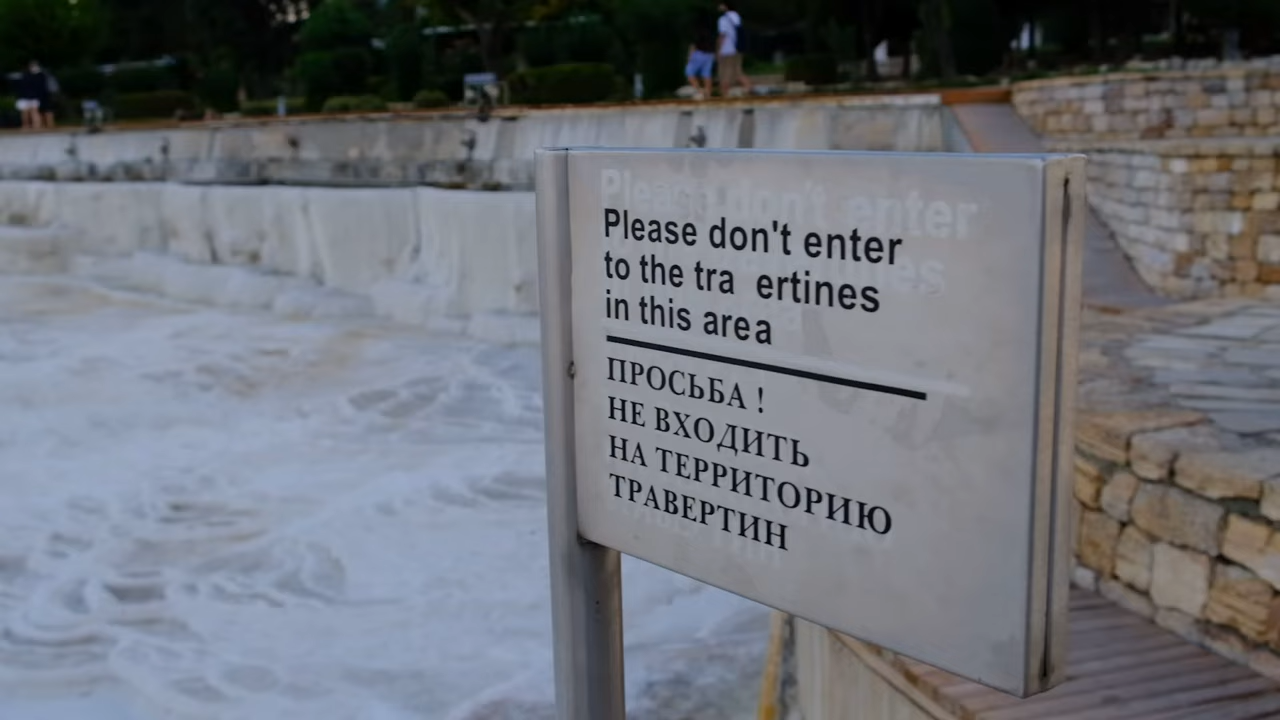 Please don't enter
to the tra ertines
in this area
ПРОСЬБА !
НЕ ВХОДИТЬ
НА ТЕРРИТОРИЮ
ТРАВЕРТИН